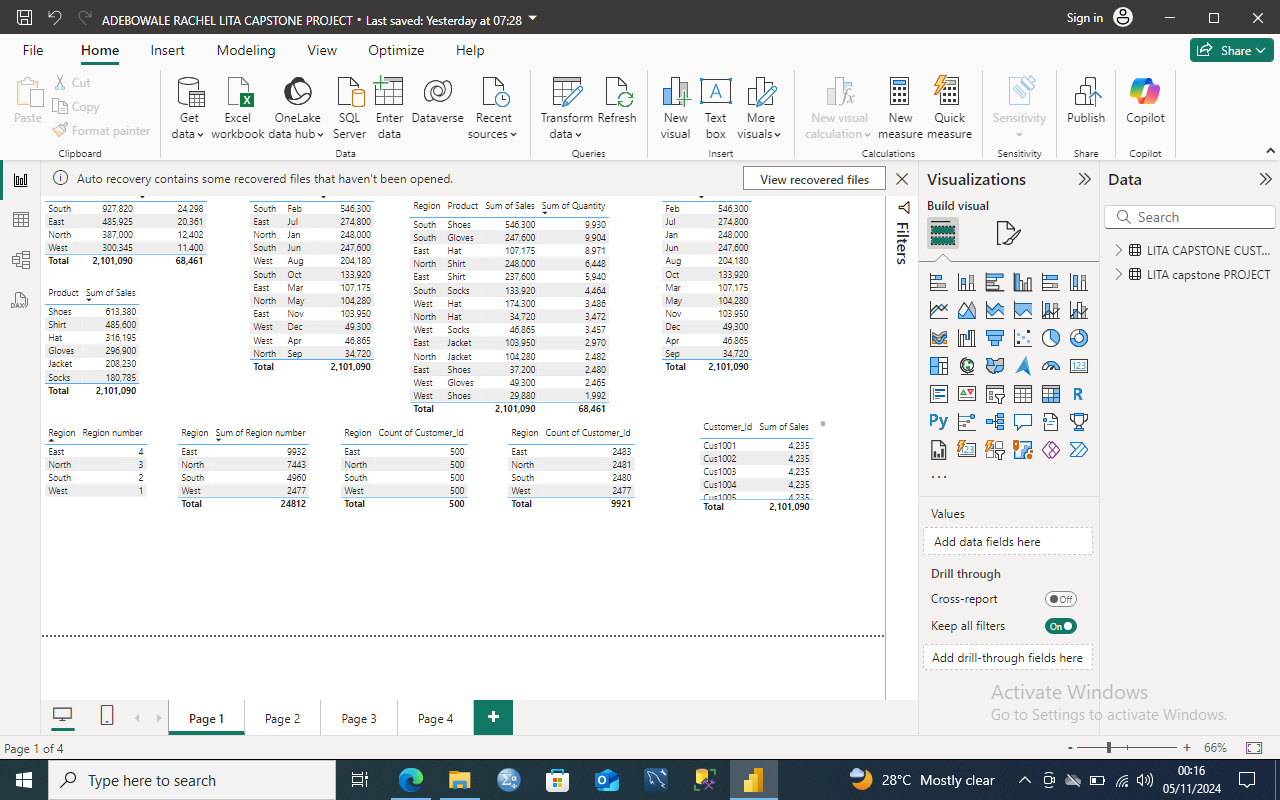 ADEBOWALE RACHEL LITA CAPSTONE PROJECT • Last saved: Yesterday at 07:28
Sign in
File Home Insert Modeling View Optimize Help
Share
Paste
Cut
Copy
Format painter
Clipboard
Get data
Excel workbook
OneLake data hub
SQL Server
Enter data
Dataverse
Recent sources
Data
Transform data
Refresh
Queries
New visual
Text box
More visuals
Insert
New visual calculation
New measure
Quick measure
Calculations
Sensitivity
Sensitivity
Publish
Share
Copilot
Copilot
Auto recovery contains some recovered files that haven't been opened.
View recovered files
South 927,820 24,298
East 485,925 20,361
North 387,000 12,402
West 300,345 11,400
Total 2,101,090 68,461
Product Sum of Sales
Shoes 613,380
Shirt 485,600
Hat 316,195
Gloves 296,900
Jacket 208,230
Socks 180,785
Total 2,101,090
South Feb 546,300
East Jul 274,800
North Jan 248,000
South Jun 247,600
West Aug 204,180
South Oct 133,920
East Mar 107,175
North May 104,280
East Nov 103,950
West Dec 49,300
West Apr 46,865
North Sep 34,720
Total 2,101,090
Region Product Sum of Sales Sum of Quantity
South Shoes 546,300 9,930
South Gloves 247,600 9,904
East Hat 107,175 8,971
North Shirt 248,000 6,448
East Shirt 237,600 5,940
South Socks 133,920 4,464
West Hat 174,300 3,486
North Hat 34,720 3,472
West Socks 46,865 3,457
East Jacket 103,950 2,970
North Jacket 104,280 2,482
East Shoes 37,200 2,480
West Gloves 49,300 2,465
West Shoes 29,880 1,992
Total 2,101,090 68,461
Feb 546,300
Jul 274,800
Jan 248,000
Jun 247,600
Aug 204,180
Oct 133,920
Mar 107,175
May 104,280
Nov 103,950
Dec 49,300
Apr 46,865
Sep 34,720
Total 2,101,090
Region Region number
East 4
North 3
South 2
West 1
Region Sum of Region number
East 9932
North 7443
South 4960
West 2477
Total 24812
Region Count of Customer_Id
East 500
North 500
South 500
West 500
Total 500
Region Count of Customer_Id
East 2483
North 2481
South 2480
West 2477
Total 9921
Customer_Id Sum of Sales
Cus1001 4,235
Cus1002 4,235
Cus1003 4,235
Cus1004 4,235
Cus1005 4,235
Total 2,101,090
Filters
Visualizations
Build visual
123
R
Py
...
Values
Add data fields here
Drill through
Cross-report
Off
Keep all filters
On
Add drill-through fields here
Data
Search
LITA CAPSTONE CUST...
LITA capstone PROJECT
Activate Windows
Go to Settings to activate Windows.
Page 1
Page 2
Page 3
Page 4
Page 1 of 4
66%
Type here to search
28°C Mostly clear
00:16
05/11/2024